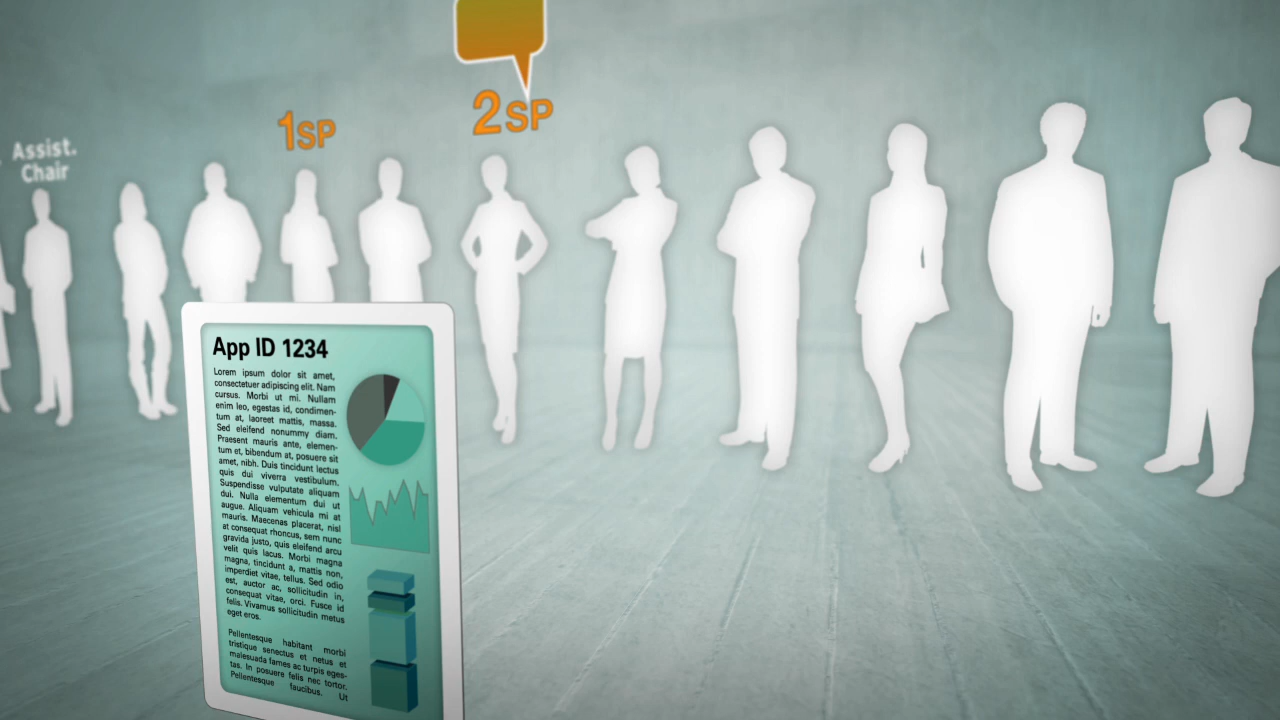 Assist.
Chair
1SP
2SP
App ID 1234
Lorem ipsum dolor sit amet,
consectetuer adipiscing elit. Nam
cursus. Morbi ut mi. Nullam
enim leo, egestas id, condimen-
tum at, laoreet mattis, massa.
Sed eleifend nonummy diam.
Praesent mauris ante, elemen-
tum et, bibendum at, posuere sit
amet, nibh. Duis tincidunt lectus
quis dui viverra vestibulum.
Suspendisse vulputate aliquam
dui. Nulla elementum dui ut
augue. Aliquam vehicula mi at
mauris. Maecenas placerat, nisl
at consequat rhoncus, sem nunc
gravida justo, quis eleifend arcu
velit quis lacus. Morbi magna
magna, tincidunt a, mattis non,
imperdiet vitae, tellus. Sed odio
est, auctor ac, sollicitudin in,
consequat vitae, orci. Fusce id
felis. Vivamus sollicitudin metus
eget eros.
Pellentesque habitant morbi
tristique senectus et netus et
malesuada fames ac turpis eges-
tas. In posuere felis nec tortor.
Pellentesque faucibus. Ut